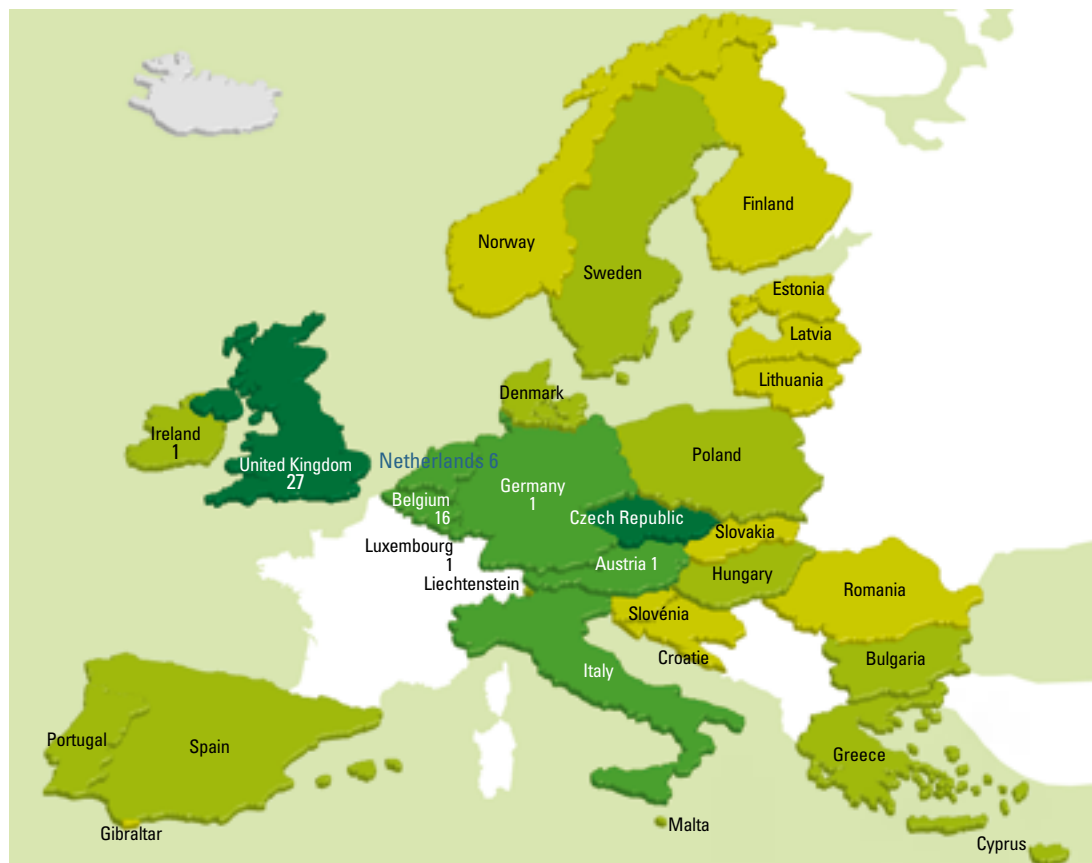 Finland
Norway
Sweden
Estonia
Latvia
Lithuania
Denmark
Ireland
1
United Kingdom
27
Netherlands 6
Poland
Germany
1
Belgium
16
Czech Republic
Slovakia
Luxembourg
1
Austria 1
Hungary
Liechtenstein
Romania
Slovénia
Croatie
Bulgaria
Italy
Portugal
Spain
Greece
Malta
Gibraltar
Cyprus